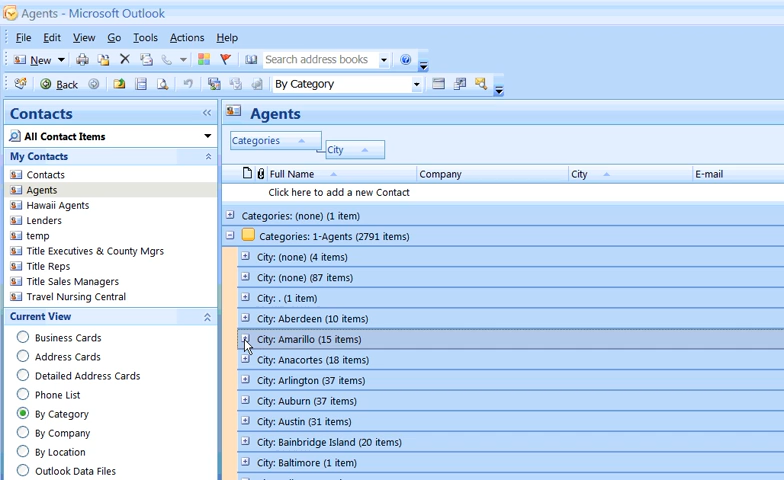 Agents - Microsoft Outlook
File Edit View Go Tools Actions Help
New Search address books
Back By Category
Contacts
All Contact Items
My Contacts
Contacts
Agents
Hawaii Agents
Lenders
temp
Title Executives & County Mgrs
Title Reps
Title Sales Managers
Travel Nursing Central
Current View
Business Cards
Address Cards
Detailed Address Cards
Phone List
By Category
By Company
By Location
Outlook Data Files
Agents
Categories
City
Full Name Company City E-mail
Click here to add a new Contact
Categories: (none) (1 item)
Categories: 1-Agents (2791 items)
City: (none) (4 items)
City: (none) (87 items)
City: . (1 item)
City: Aberdeen (10 items)
City: Amarillo (15 items)
City: Anacortes (18 items)
City: Arlington (37 items)
City: Auburn (37 items)
City: Austin (31 items)
City: Bainbridge Island (20 items)
City: Baltimore (1 item)